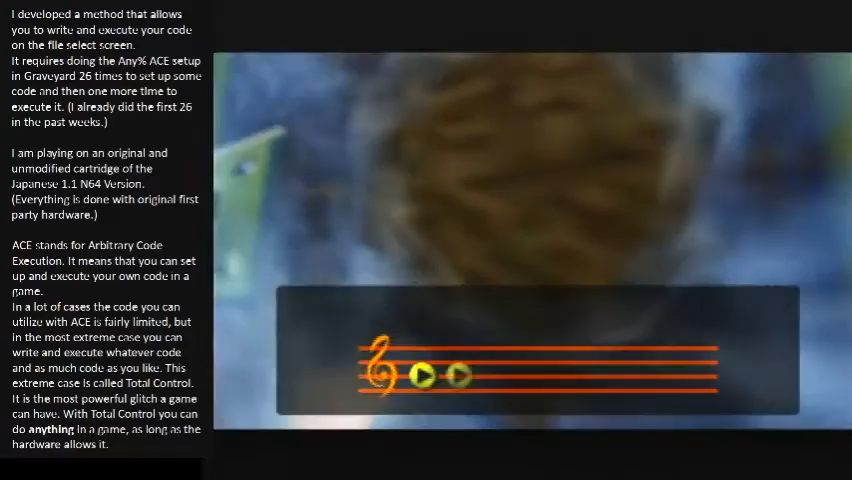 I developed a method that allows
you to write and execute your code
on the file select screen.
It requires doing the Any% ACE setup
in Graveyard 26 times to set up some
code and then one more time to
execute it. (I already did the first 26
in the past weeks.)
I am playing on an original and
unmodified cartridge of the
Japanese 1.1 N64 Version.
(Everything is done with original first
party hardware.)
ACE stands for Arbitrary Code
Execution. It means that you can set
up and execute your own code in a
game.
In a lot of cases the code you can
utilize with ACE is fairly limited, but
in the most extreme case you can
write and execute whatever code
and as much code as you like. This
extreme case is called Total Control.
It is the most powerful glitch a game
can have. With Total Control you can
do anything in a game, as long as the
hardware allows it.